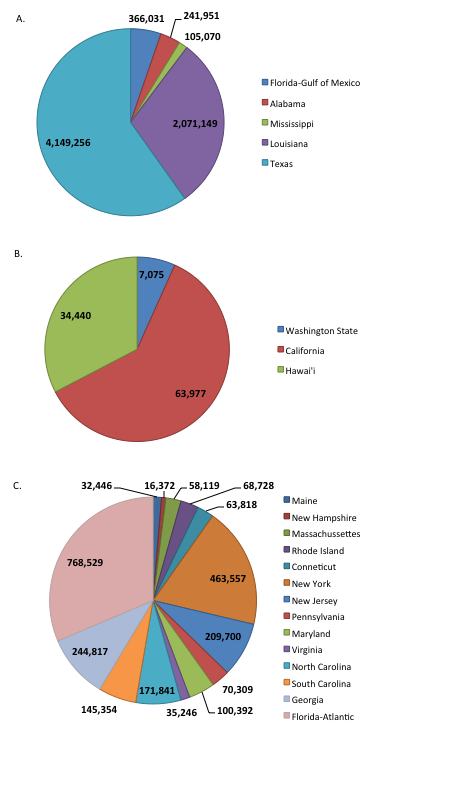 A.
366,031
241,951
105,070
2,071,149
4,149,256
Florida-Gulf of Mexico
Alabama
Mississippi
Louisiana
Texas
B.
7,075
34,440
63,977
Washington State
California
Hawai'i
C.
32,446
16,372
58,119
68,728
63,818
463,557
209,700
70,309
100,392
35,246
171,841
145,354
244,817
768,529
Maine
New Hampshire
Massachussettes
Rhode Island
Conneticut
New York
New Jersey
Pennsylvania
Maryland
Virginia
North Carolina
South Carolina
Georgia
Florida-Atlantic